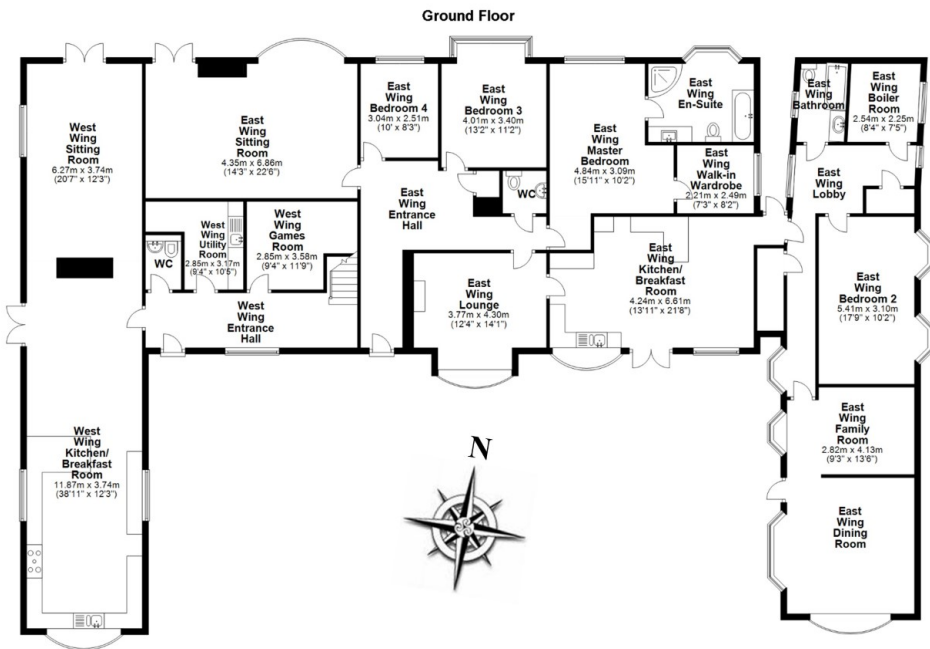 Ground Floor
West
Wing
Sitting
Room
6.27m x 3.74m
(20'7" x 12'3")
East
Wing
Sitting
Room
4.35m x 6.86m
(14'3" x 22'6")
East
Wing
Bedroom 4
3.04m x 2.51m
(10' x 8'3")
East
Wing
Bedroom 3
4.01m x 3.40m
(13'2" x 11'2")
East
Wing
Master
Bedroom
4.84m x 3.09m
(15'11" x 10'2")
East
Wing
En-Suite
East
Wing
Walk-in
Wardrobe
2.21m x 2.49m
(7'3" x 8'2")
East
Wing
Bathroom
East
Wing
Boiler
Room
2.54m x 2.25m
(8'4" x 7'5")
East
Wing
Lobby
WC
West
Wing
Utility
Room
2.85m x 3.17m
(9'4" x 10'5")
West
Wing
Games
Room
2.85m x 3.58m
(9'4" x 11'9")
East
Wing
Entrance
Hall
WC
West
Wing
Entrance
Hall
East
Wing
Lounge
3.77m x 4.30m
(12'4" x 14'1")
East
Wing
Kitchen/
Breakfast
Room
4.24m x 6.61m
(13'11" x 21'8")
East
Wing
Bedroom 2
5.41m x 3.10m
(17'9" x 10'2")
West
Wing
Kitchen/
Breakfast
Room
11.87m x 3.74m
(38'11" x 12'3")
N
East
Wing
Family
Room
2.82m x 4.13m
(9'3" x 13'6")
East
Wing
Dining
Room